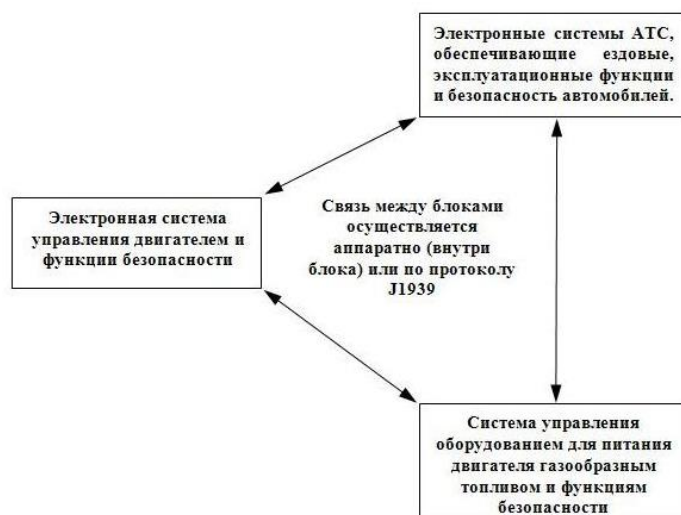 Электронные системы АТС,
обеспечивающие ездовые,
эксплуатационные функции
и безопасность автомобилей.
Электронная система
управления двигателем и
функции безопасности
Связь между блоками
осуществляется
аппаратно (внутри
блока) или по протоколу
J1939
Система управления
оборудованием для питания
двигателя газообразным
топливом и функциям
безопасности